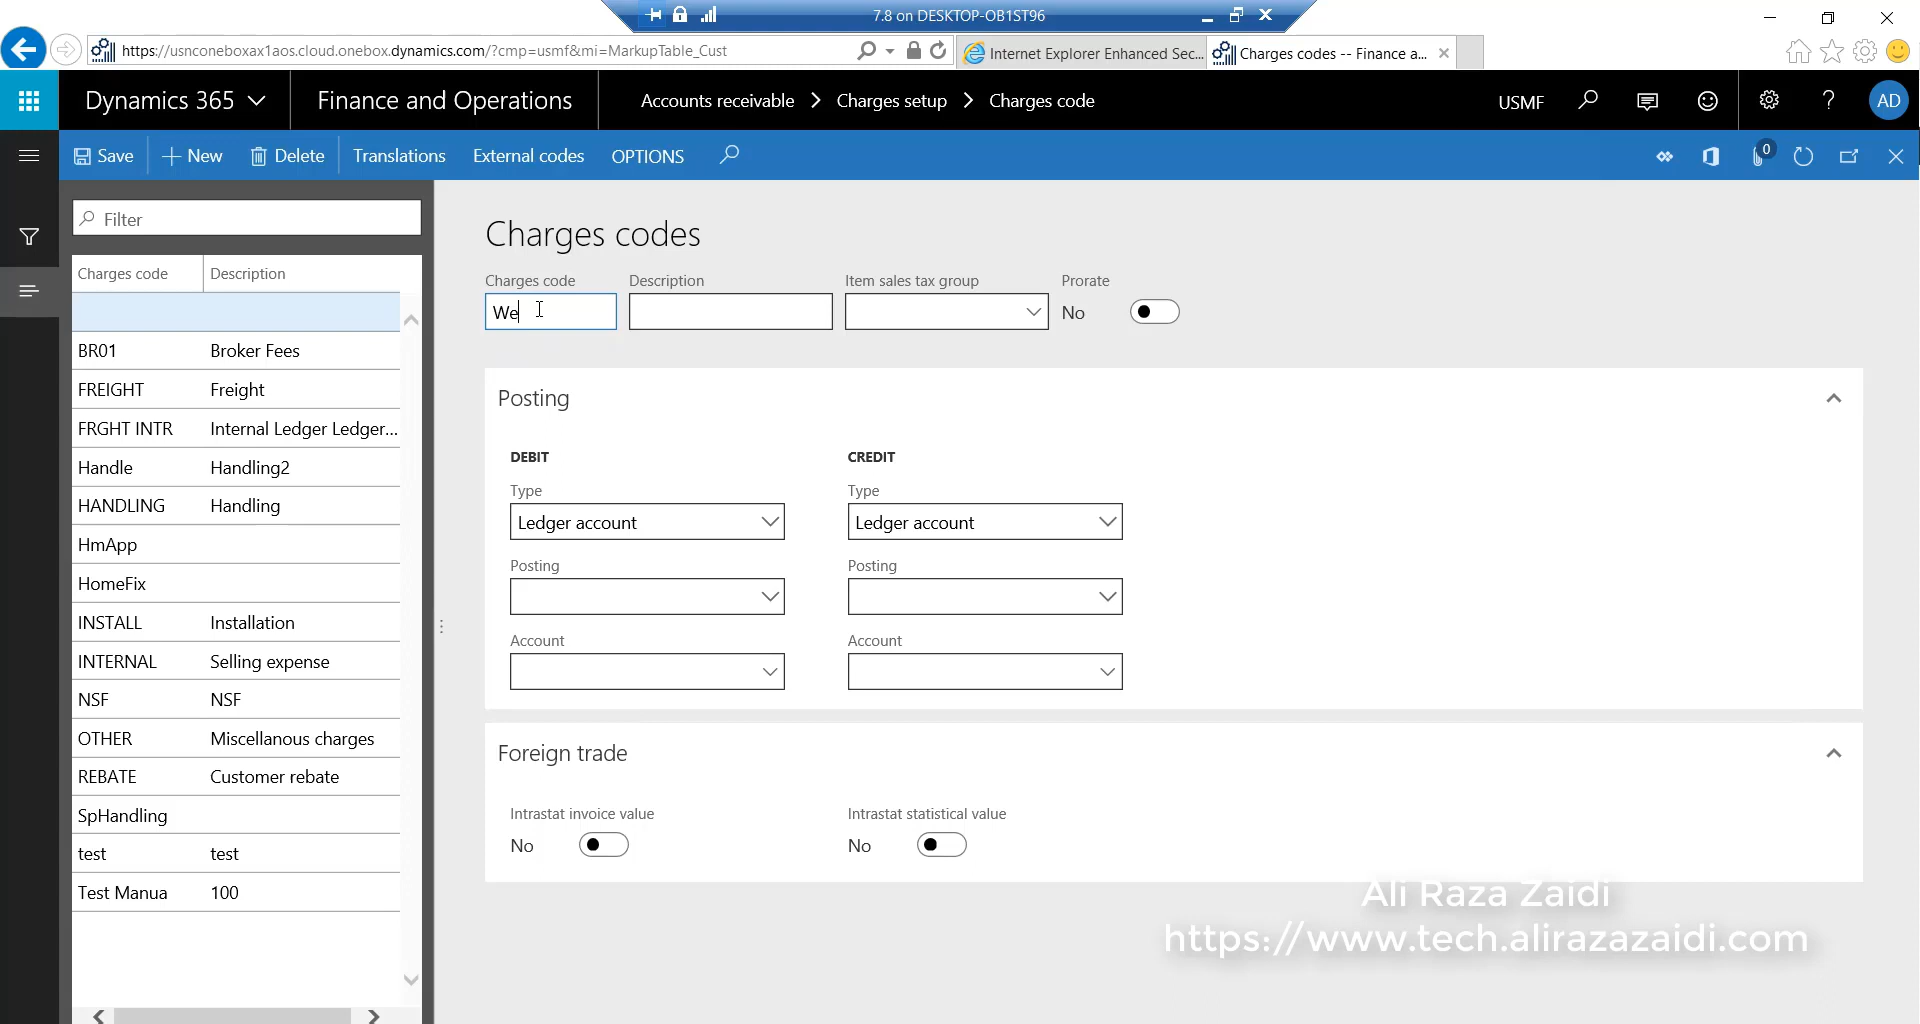 7.8 on DESKTOP-OB1ST96
https://usnconeboxax1aos.cloud.onebox.dynamics.com/?cmp=usmf&mi=MarkupTable_Cust
Internet Explorer Enhanced Sec...
Charges codes -- Finance a...
Dynamics 365
Finance and Operations
Accounts receivable > Charges setup > Charges code
USMF
?
AD
Save
New
Delete
Translations
External codes
OPTIONS
0
Filter
Charges code Description
BR01 Broker Fees
FREIGHT Freight
FRGHT INTR Internal Ledger Ledger...
Handle Handling2
HANDLING Handling
HmApp
HomeFix
INSTALL Installation
INTERNAL Selling expense
NSF NSF
OTHER Miscellanous charges
REBATE Customer rebate
SpHandling
test test
Test Manua 100
Charges codes
Charges code Description Item sales tax group Prorate
We No
Posting
DEBIT CREDIT
Type Type
Ledger account Ledger account
Posting Posting
Account Account
Foreign trade
Intrastat invoice value Intrastat statistical value
No No
Ali Raza Zaidi
https://www.tech.alirazazaidi.com